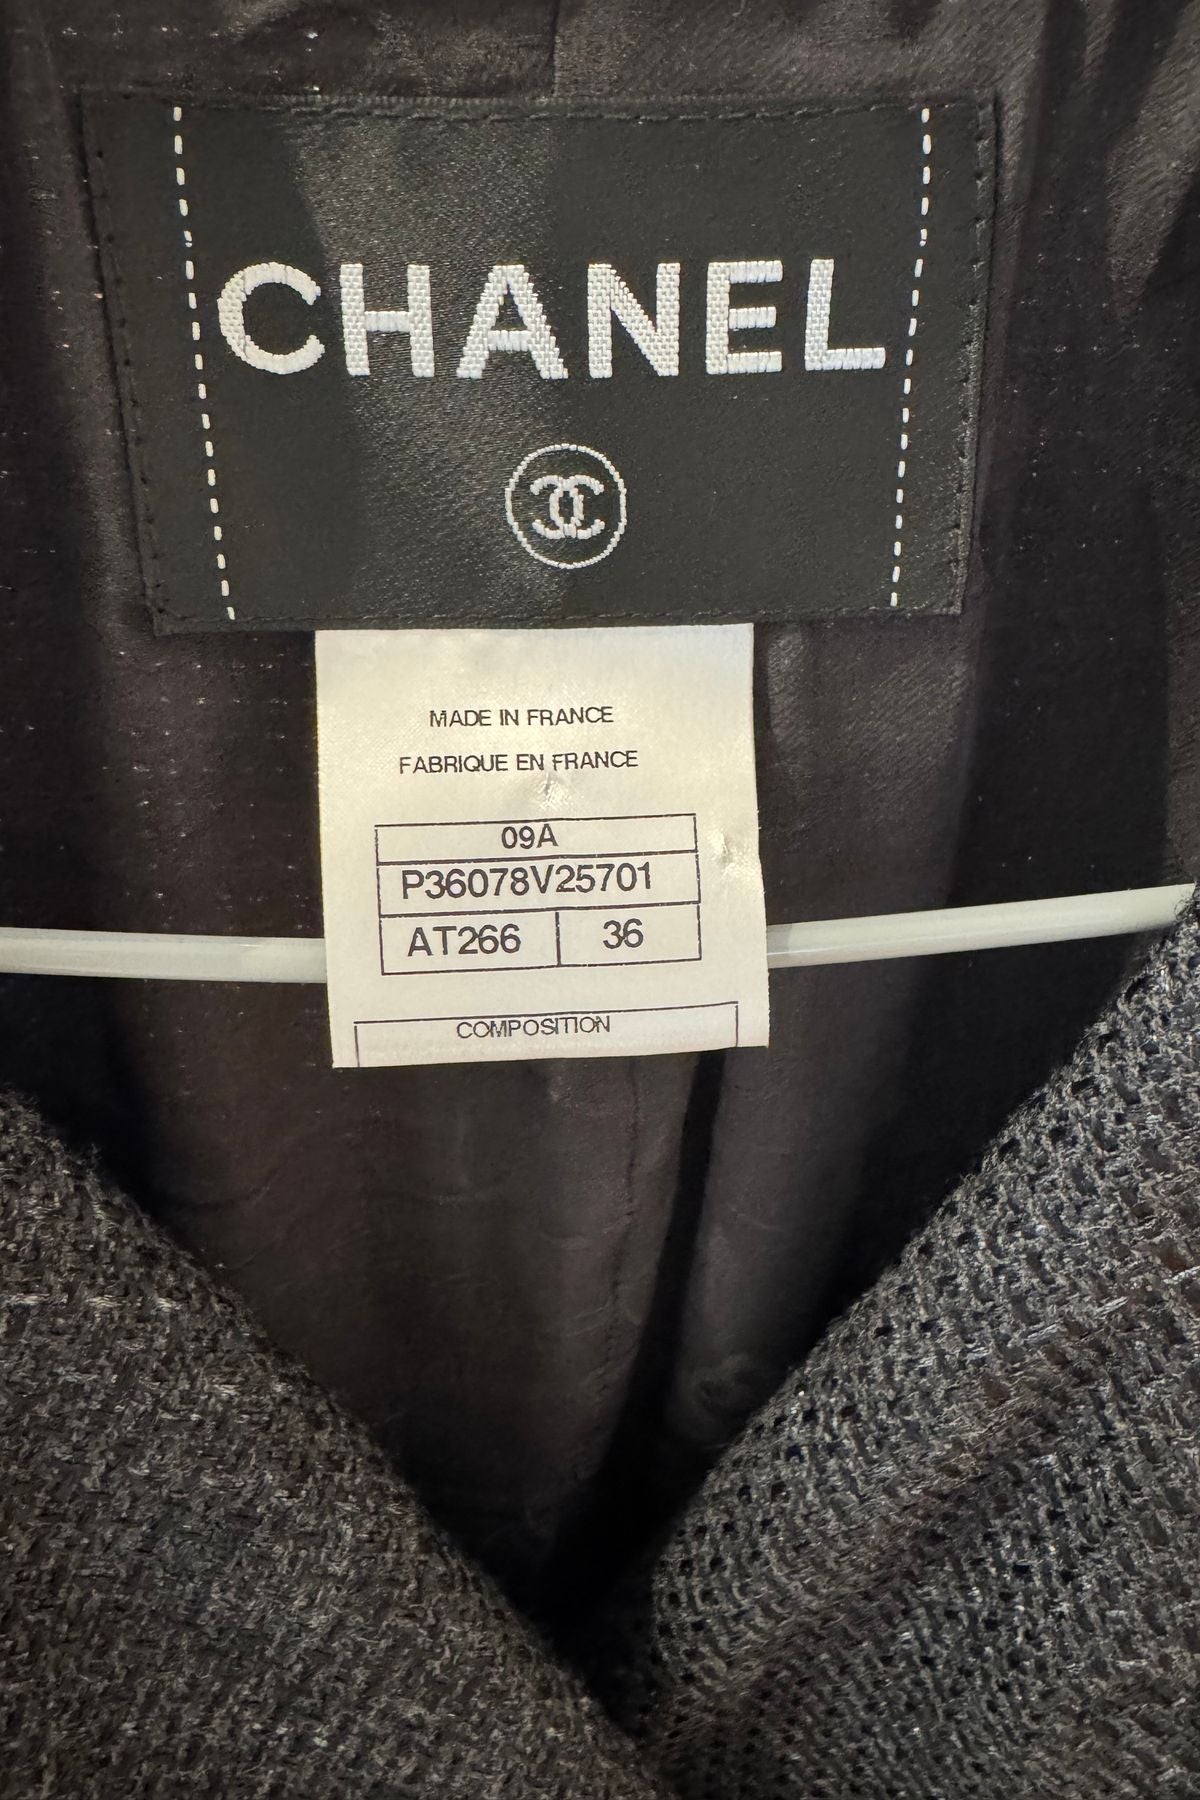 CHANEL
MADE IN FRANCE
FABRIQUE EN FRANCE
09A
P36078V25701
AT266 36
COMPOSITION